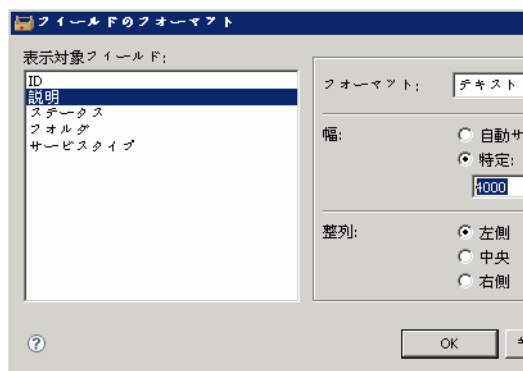 フィールドのフォーマット
表示対象フィールド:
ID
説明
ステータス
フォルダ
サービスタイプ
フォーマット:
テキスト
幅:
自動サ
特定:
4000
整列:
左側
中央
右側
OK